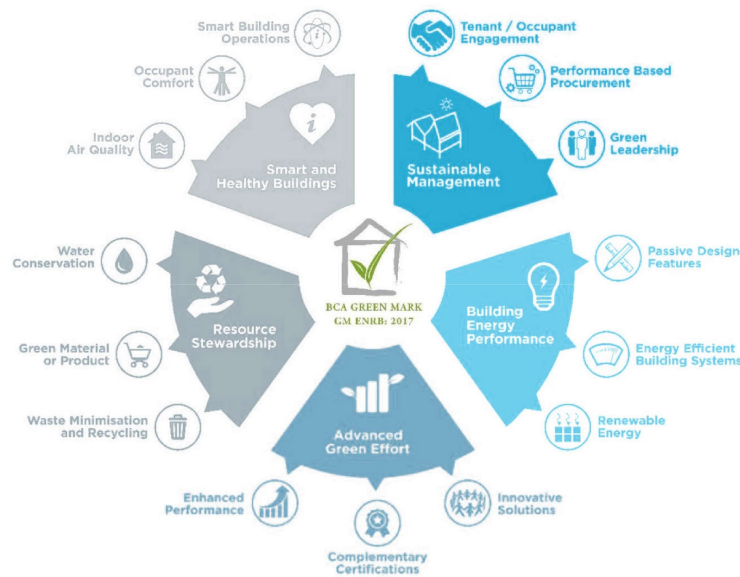 Smart Building
Operations
Tenant / Occupant
Engagement
Occupant
Comfort
Performance Based
Procurement
Indoor
Air Quality
Green
Leadership
i
Smart and
Healthy Buildings
Sustainable
Management
Water
Conservation
Passive Design
Features
BCA GREEN MARK
GM ENRB: 2017
Resource
Stewardship
Building
Energy
Performance
Green Material
or Product
Energy Efficient
Building Systems
Waste Minimisation
and Recycling
Renewable
Energy
Advanced
Green Effort
Enhanced
Performance
Innovative
Solutions
Complementary
Certifications